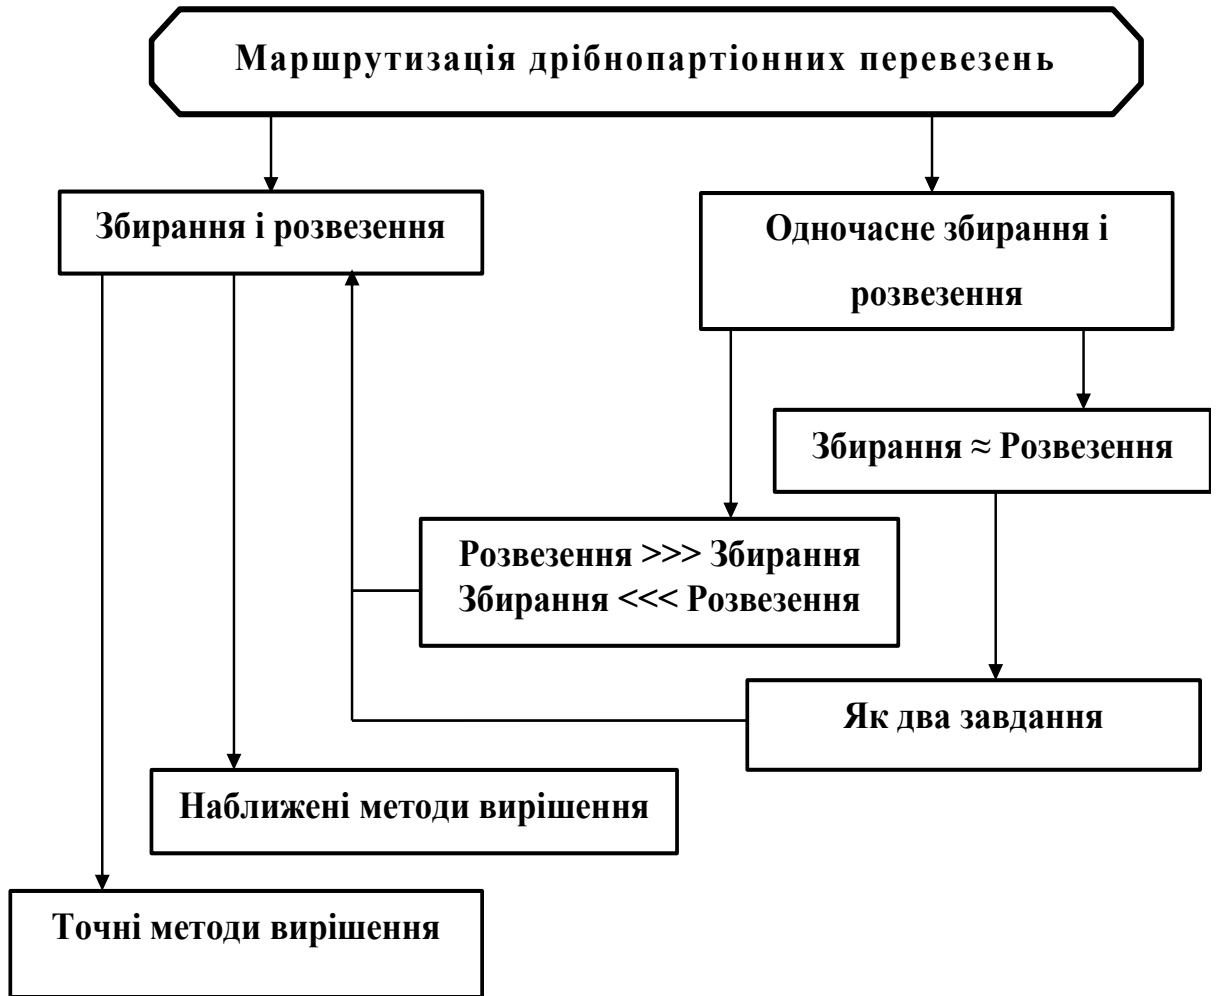 Маршрутизація дрібнопартіонних перевезень
Збирання і розвезення
Одночасне збирання і
розвезення
Збирання ≈ Розвезення
Розвезення >>> Збирання
Збирання <<< Розвезення
Як два завдання
Наближені методи вирішення
Точні методи вирішення